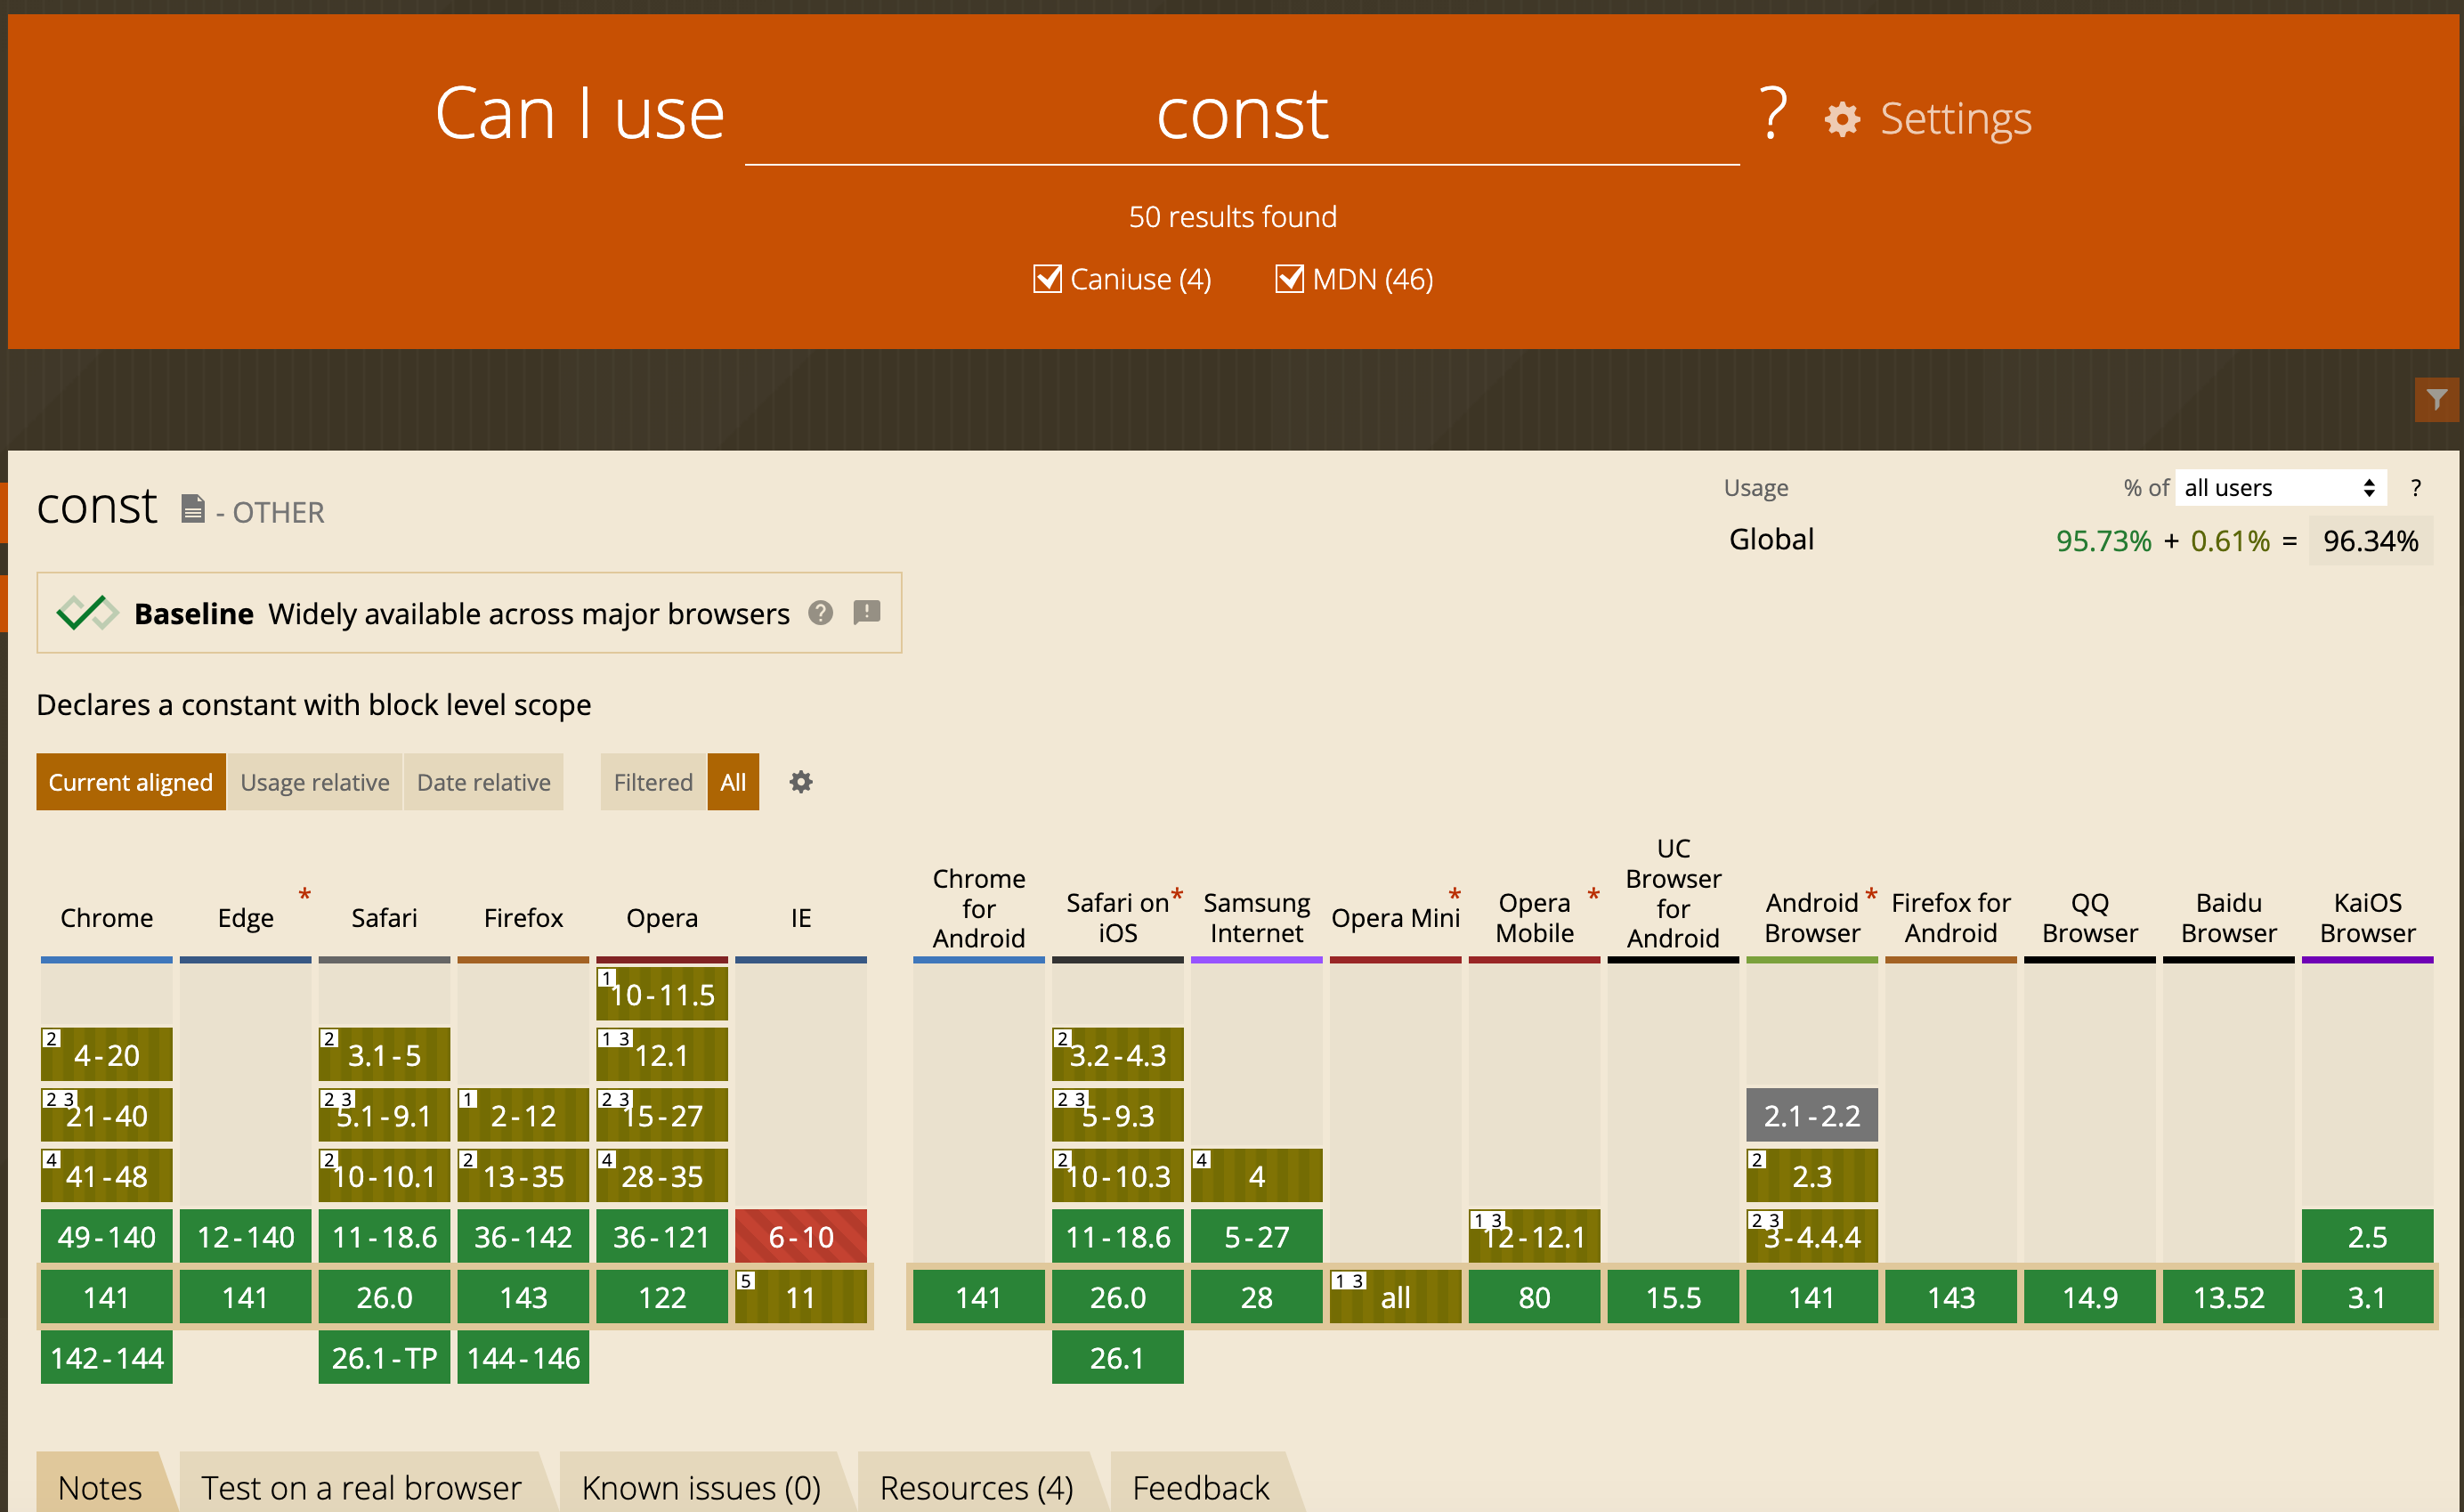 Can I use const ? Settings
50 results found
Caniuse (4) MDN (46)
const - OTHER
Usage % of all users ?
Global 95.73% + 0.61% = 96.34%
Baseline Widely available across major browsers ?
Declares a constant with block level scope
Current aligned Usage relative Date relative Filtered All
Chrome
Edge *
Safari
Firefox
Opera
IE
Chrome for Android
Safari on iOS *
Samsung Internet
Opera Mini *
Opera Mobile *
UC Browser for Android
Android Browser *
Firefox for Android
QQ Browser
Baidu Browser
KaiOS Browser
1 10-11.5
2 4-20 2 3.1-5 1 3 12.1 2 3.2-4.3
2 3 21-40 2 3 5.1-9.1 1 2-12 2 3 15-27 2 3 5-9.3 2.1-2.2
4 41-48 2 10-10.1 2 13-35 4 28-35 2 10-10.3 4 4 2 2.3
49-140 12-140 11-18.6 36-142 36-121 6-10 11-18.6 5-27 1 3 12-12.1 2 3 3-4.4.4 2.5
141 141 26.0 143 122 5 11 141 26.0 28 1 3 all 80 15.5 141 143 14.9 13.52 3.1
142-144 26.1-TP 144-146 26.1
Notes Test on a real browser Known issues (0) Resources (4) Feedback